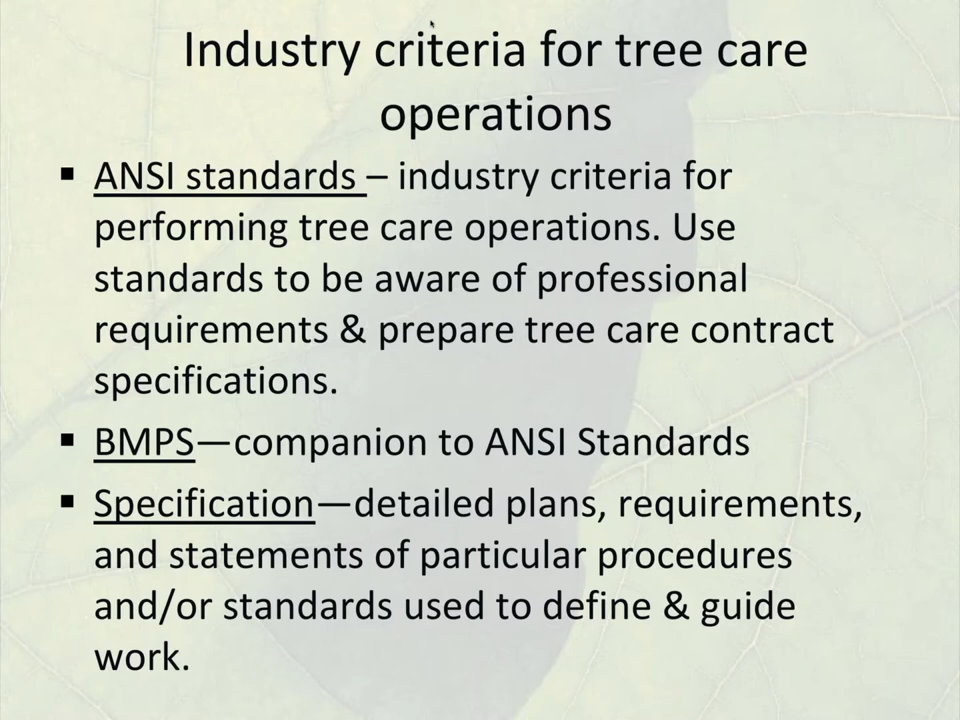 Industry criteria for tree care
operations
▪ ANSI standards – industry criteria for
performing tree care operations. Use
standards to be aware of professional
requirements & prepare tree care contract
specifications.
▪ BMPS—companion to ANSI Standards
▪ Specification—detailed plans, requirements,
and statements of particular procedures
and/or standards used to define & guide
work.